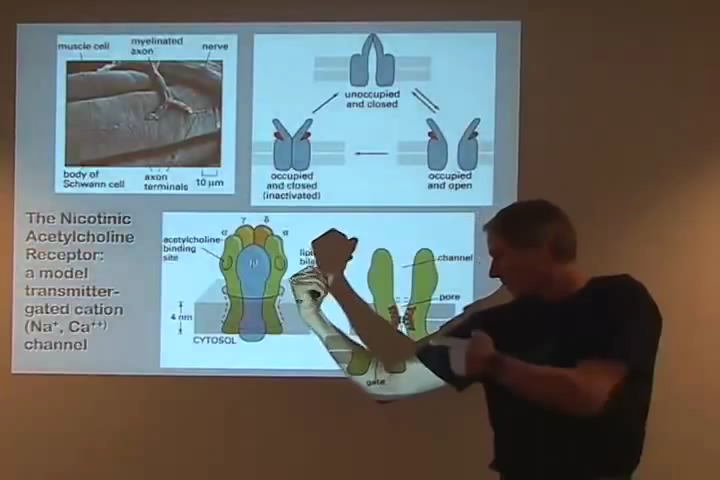 muscle cell
myelinated
axon
nerve
body of
Schwann cell
axon
terminals
10 μm
unoccupied
and closed
occupied
and closed
(inactivated)
occupied
and open
The Nicotinic
Acetylcholine
Receptor:
a model
transmitter-
gated cation
(Na⁺, Ca⁺⁺)
channel
γ
δ
α
α
acetylcholine-
binding
site
4 nm
CYTOSOL
channel
pore
gate